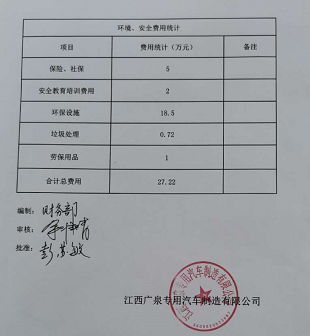 环境、安全费用统计
项目 费用统计（万元） 备注
保险、社保 5
安全教育培训费用 2
环保设施 18.5
垃圾处理 0.72
劳保用品 1
合计总费用 27.22
编制：财务部
审核：
批准：彭苏敏
江西广泉专用汽车制造有限公司